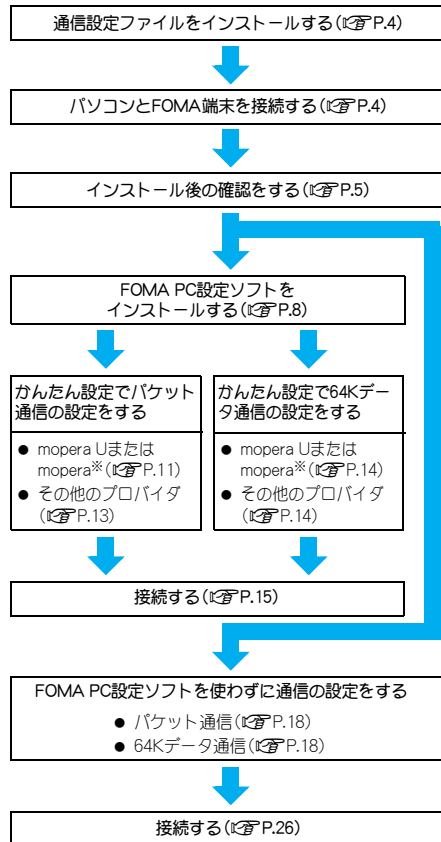 通信設定ファイルをインストールする(☞P.4)
パソコンとFOMA端末を接続する(☞P.4)
インストール後の確認をする(☞P.5)
FOMA PC設定ソフトを
インストールする(☞P.8)
かんたん設定でパケット
通信の設定をする
● mopera Uまたは
mopera※(☞P.11)
● その他のプロバイダ
(☞P.13)
かんたん設定で64Kデー
タ通信の設定をする
● mopera Uまたは
mopera※(☞P.14)
● その他のプロバイダ
(☞P.14)
接続する(☞P.15)
FOMA PC設定ソフトを使わずに通信の設定をする
● パケット通信(☞P.18)
● 64Kデータ通信(☞P.18)
接続する(☞P.26)